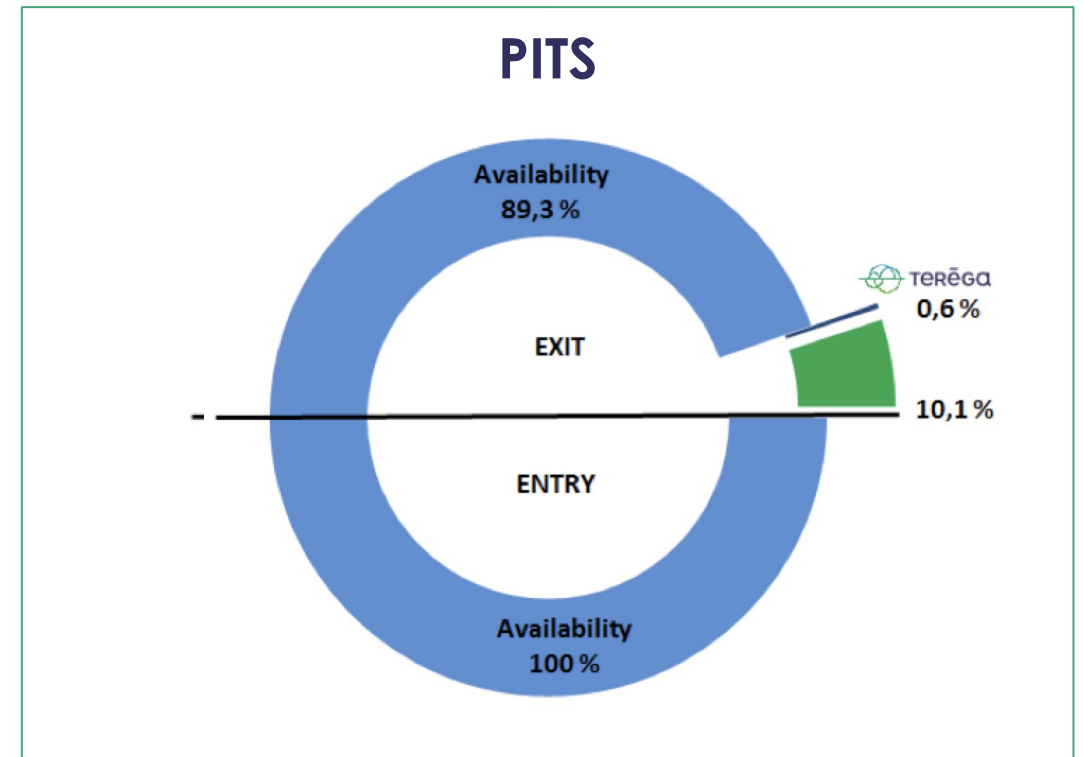 PITS
Availability
89,3 %
TERĒGA
0,6 %
EXIT
10,1 %
ENTRY
Availability
100 %